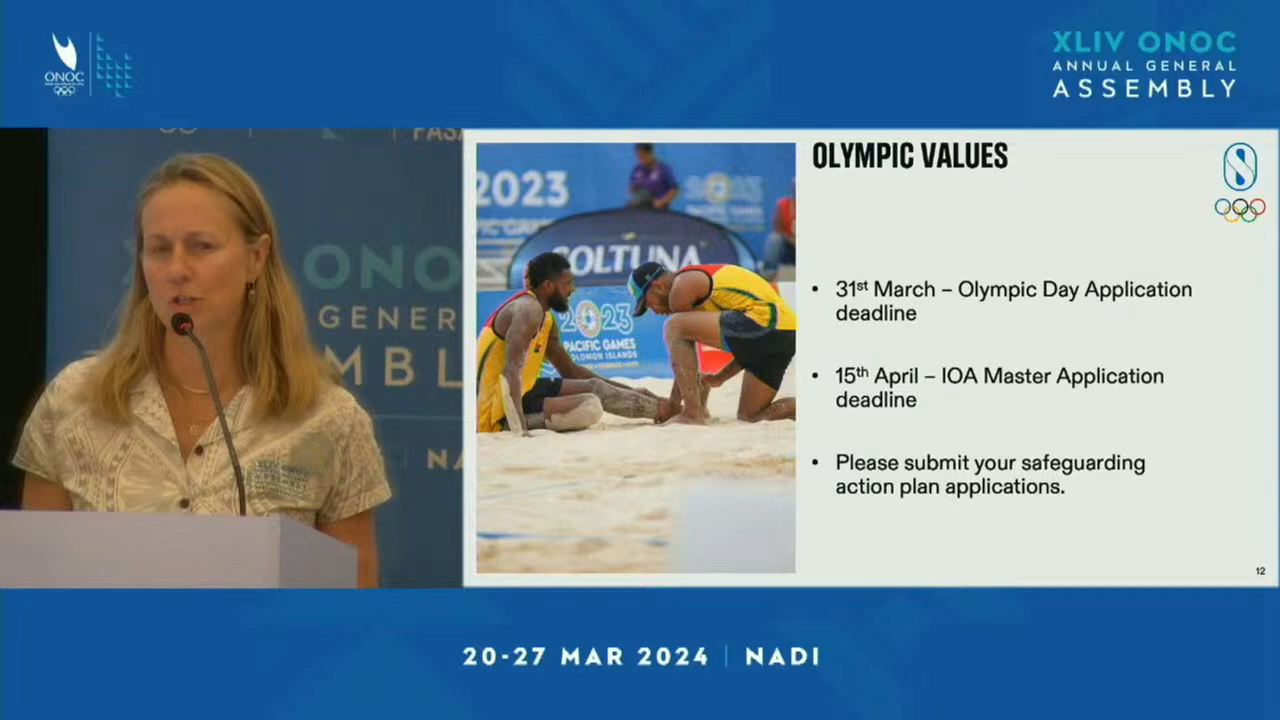 ONOC
XLIV ONOC
ANNUAL GENERAL
ASSEMBLY
ONOC
GENER
MBL
NA
XLIV ONOC
OLYMPIC VALUES
2023
SOLTUNA
2023
PACIFIC GAMES
SOLOMON ISLANDS
• 31st March – Olympic Day Application
deadline
• 15th April – IOA Master Application
deadline
• Please submit your safeguarding
action plan applications.
12
20-27 MAR 2024 | NADI